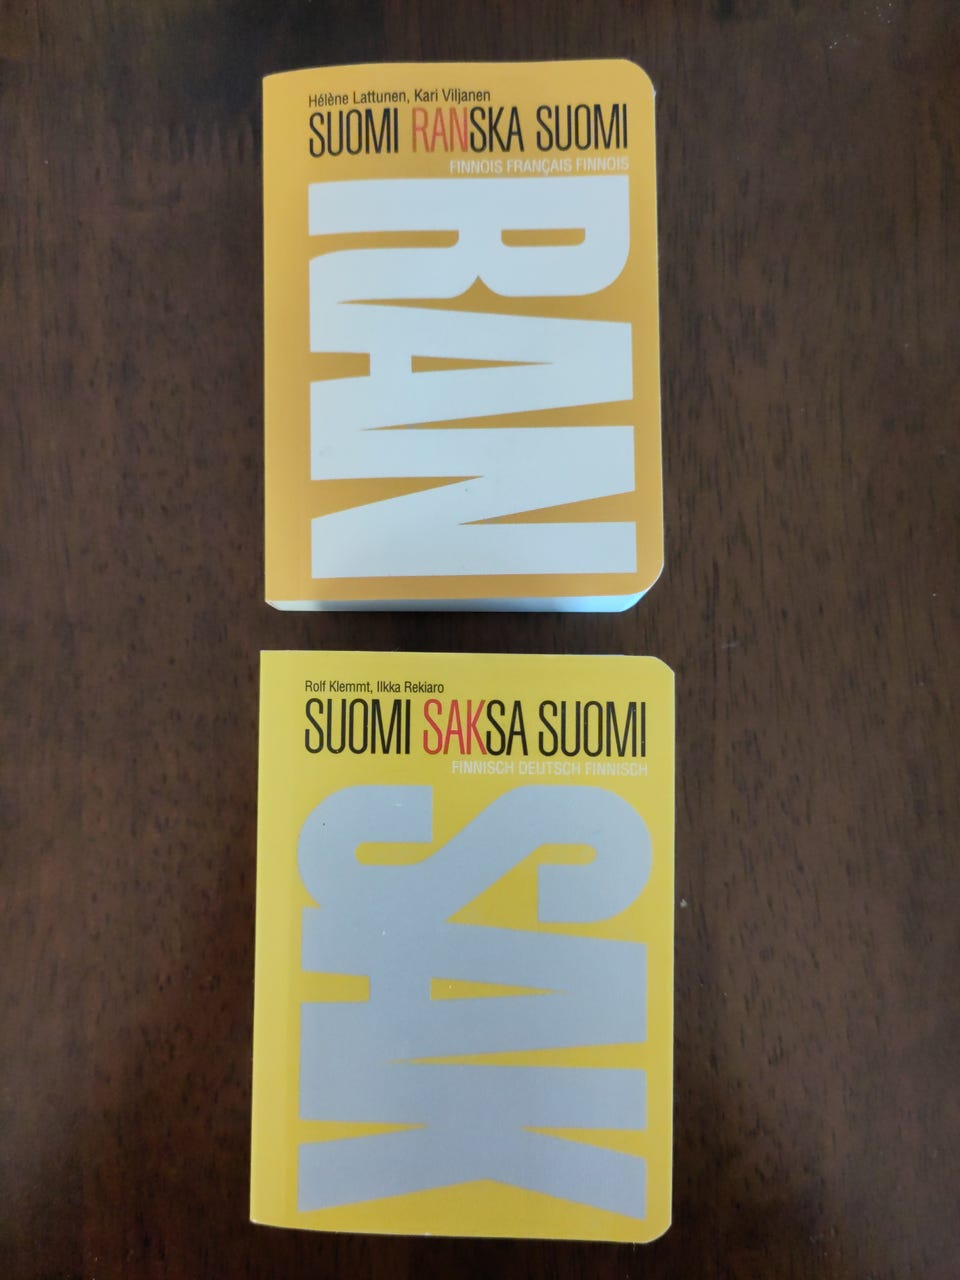 Hélène Lattunen, Kari Viljanen
SUOMI RANSKA SUOMI
FINNOIS FRANÇAIS FINNOIS
RAN
Rolf Klemmt, Ilkka Rekiaro
SUOMI SAKSA SUOMI
FINNISCH DEUTSCH FINNISCH
SAK